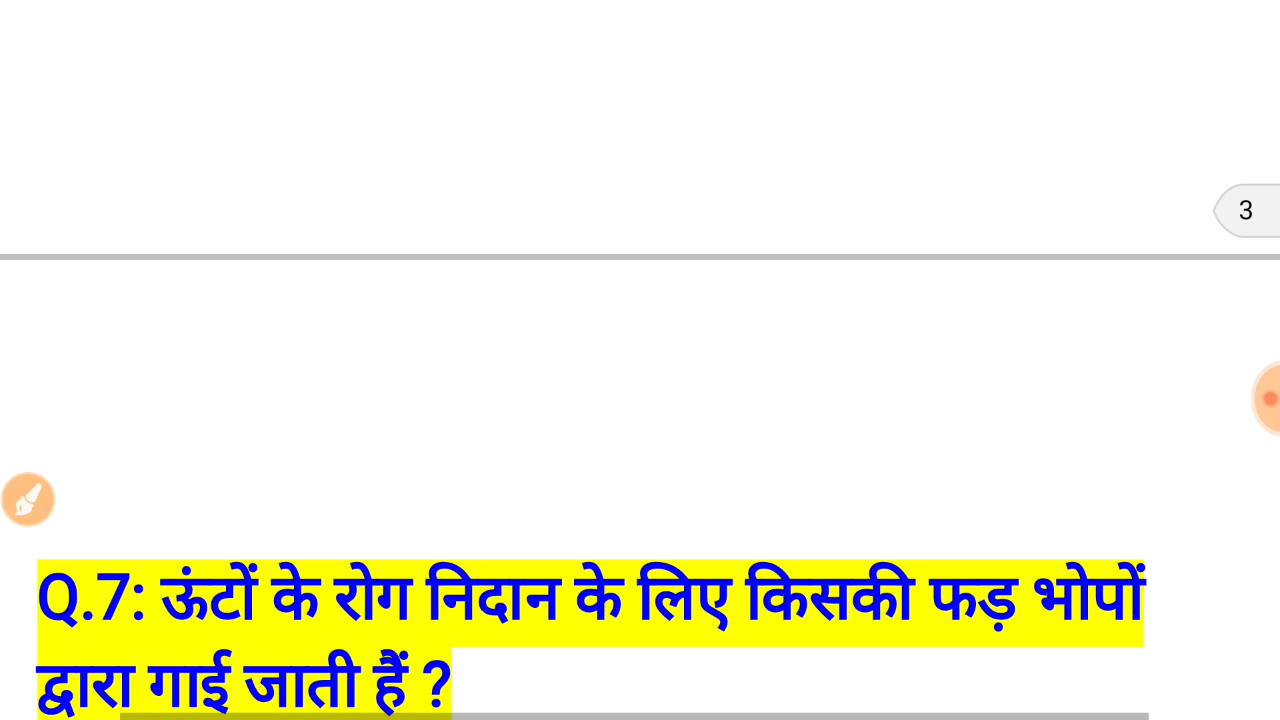 3
Q.7: ऊंटों के रोग निदान के लिए किसकी फड़ भोपों
द्वारा गाई जाती हैं ?